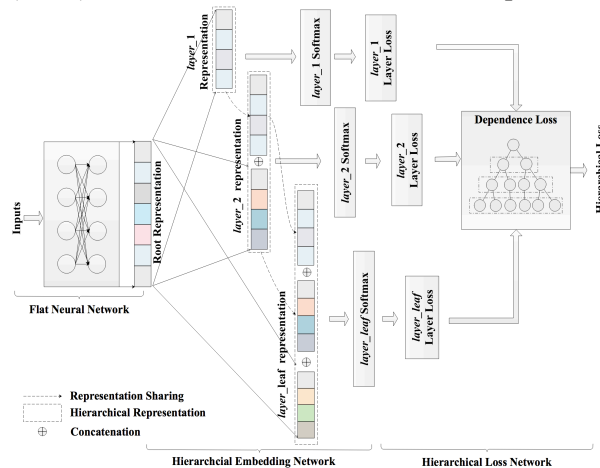 layer_1
Representation
layer_1 Softmax
layer_1
Layer Loss
Inputs
Root Representation
layer_2 representation
layer_2 Softmax
layer_2
Layer Loss
Dependence Loss
Hierarchical Loss
Flat Neural Network
layer_leaf representation
layer_leaf Softmax
layer_leaf
Layer Loss
Representation Sharing
Hierarchical Representation
Concatenation
Hierarchcial Embedding Network
Hierarchical Loss Network